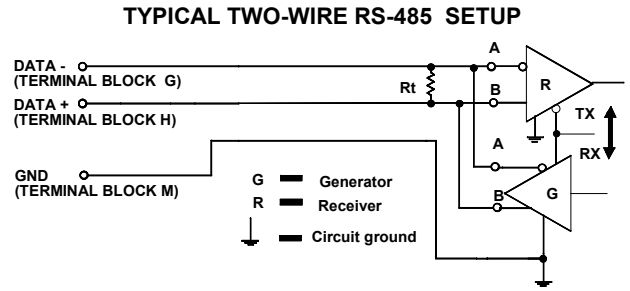 TYPICAL TWO-WIRE RS-485 SETUP
A
DATA -
(TERMINAL BLOCK G)
Rt
R
B
DATA +
(TERMINAL BLOCK H)
TX
A
RX
GND
(TERMINAL BLOCK M)
G Generator
B
G
R Receiver
Circuit ground